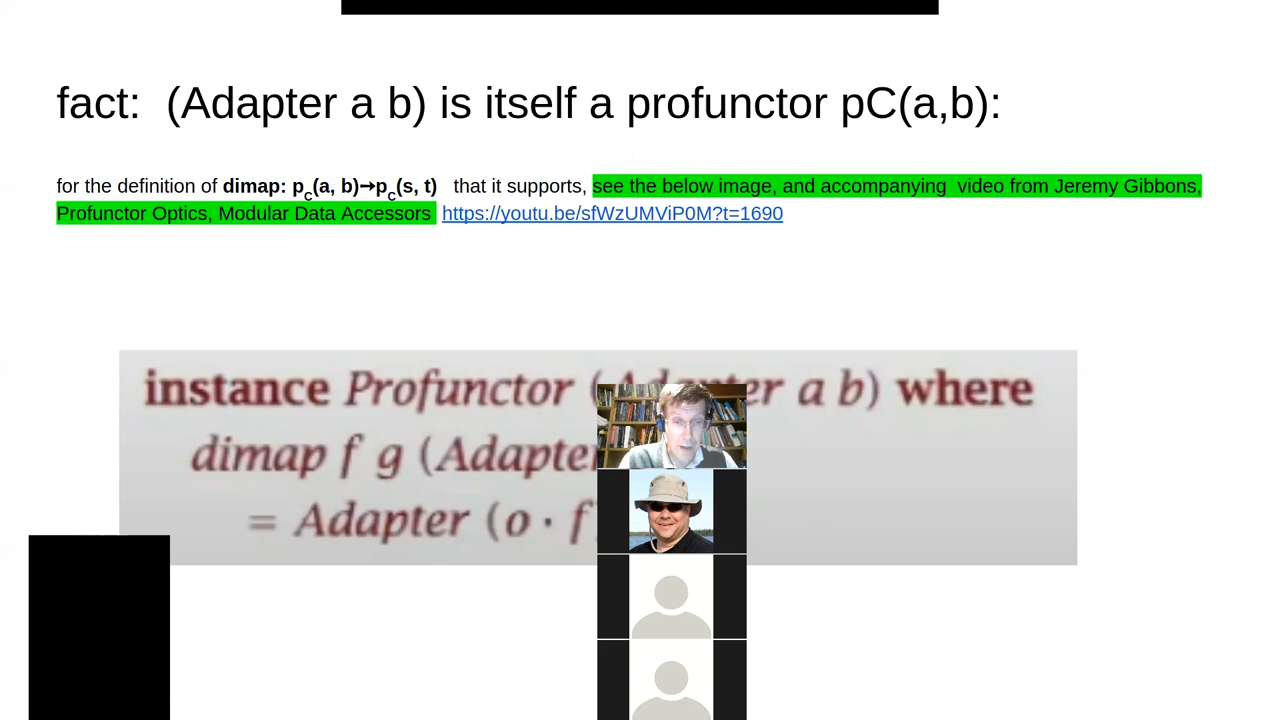 fact: (Adapter a b) is itself a profunctor pC(a,b):
for the definition of dimap: pc(a, b)→pc(s, t) that it supports, see the below image, and accompanying video from Jeremy Gibbons,
Profunctor Optics, Modular Data Accessors https://youtu.be/sfWzUMViP0M?t=1690
instance Profunctor ( a b) where
dimap f g (
= Adapter (o · f